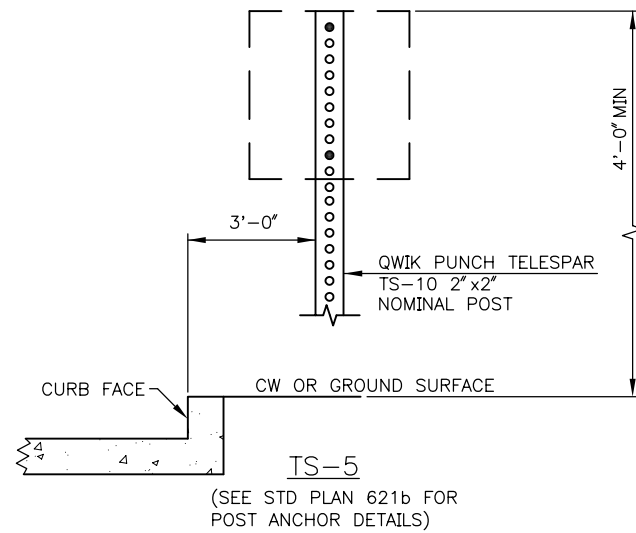 4'-0" MIN
3'-0"
QWIK PUNCH TELESPAR
TS-10 2"x2"
NOMINAL POST
CURB FACE
CW OR GROUND SURFACE
TS-5
(SEE STD PLAN 621b FOR
POST ANCHOR DETAILS)